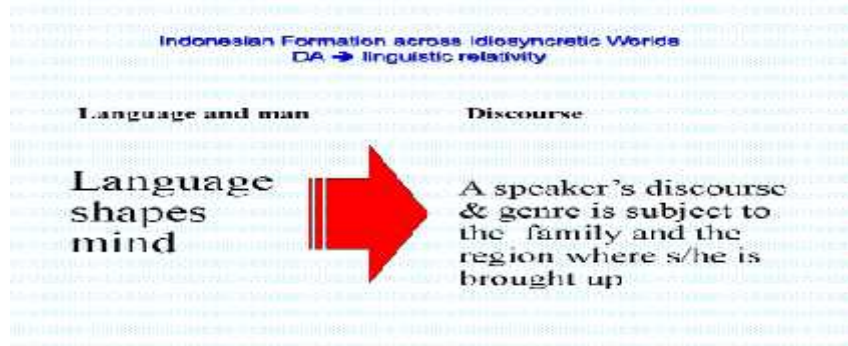 Indonesian Formation across Idiosyncretic Worlds
DA → linguistic relativity
Language and man
Discourse
Language
shapes
mind
A speaker's discourse
& genre is subject to
the family and the
region where s/he is
brought up